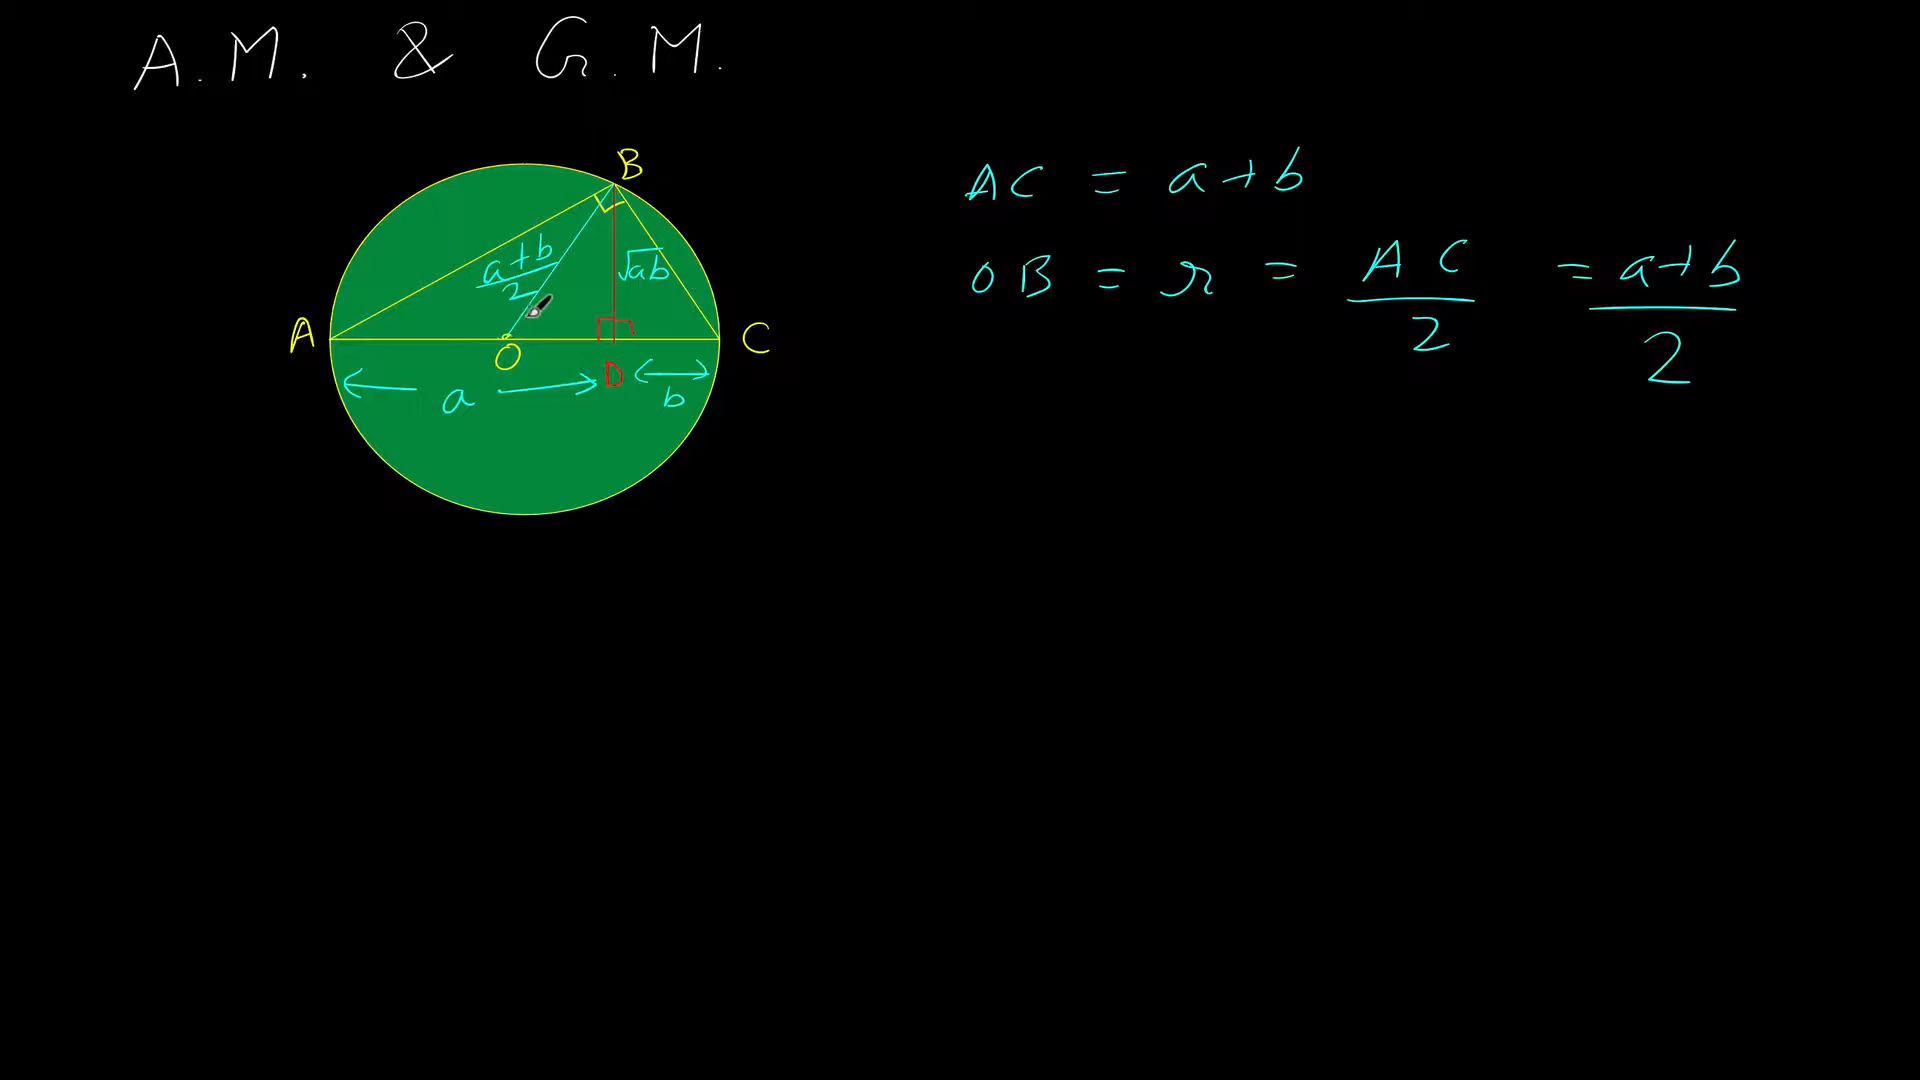 A.M. & G.M.
B
AC = a+b
a+b/2
√ab
OB = r = AC/2 = a+b/2
A
O
C
D
a
b